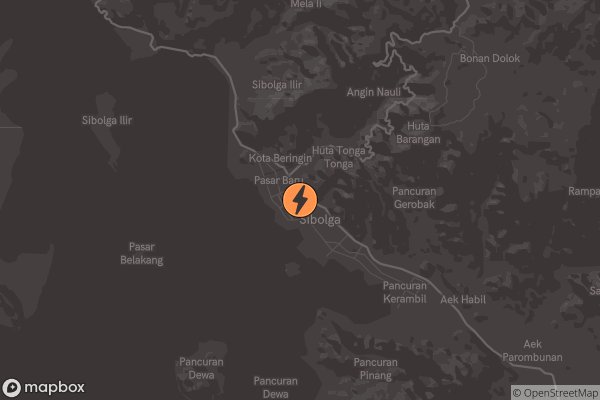 Mela Ii
Bonan Dolok
Sibolga Ilir
Angin Nauli
Sibolga Ilir
Huta
Barangan
Huta Tonga
Tonga
Kota Beringin
Pasar Baru
Pancuran
Gerobak
Sibolga
Pasar
Belakang
Pancuran
Kerambil
Aek Habil
Aek
Parombunan
Pancuran
Dewa
Pancuran
Pinang
Pancuran
Dewa
mapbox
© OpenStreetMap